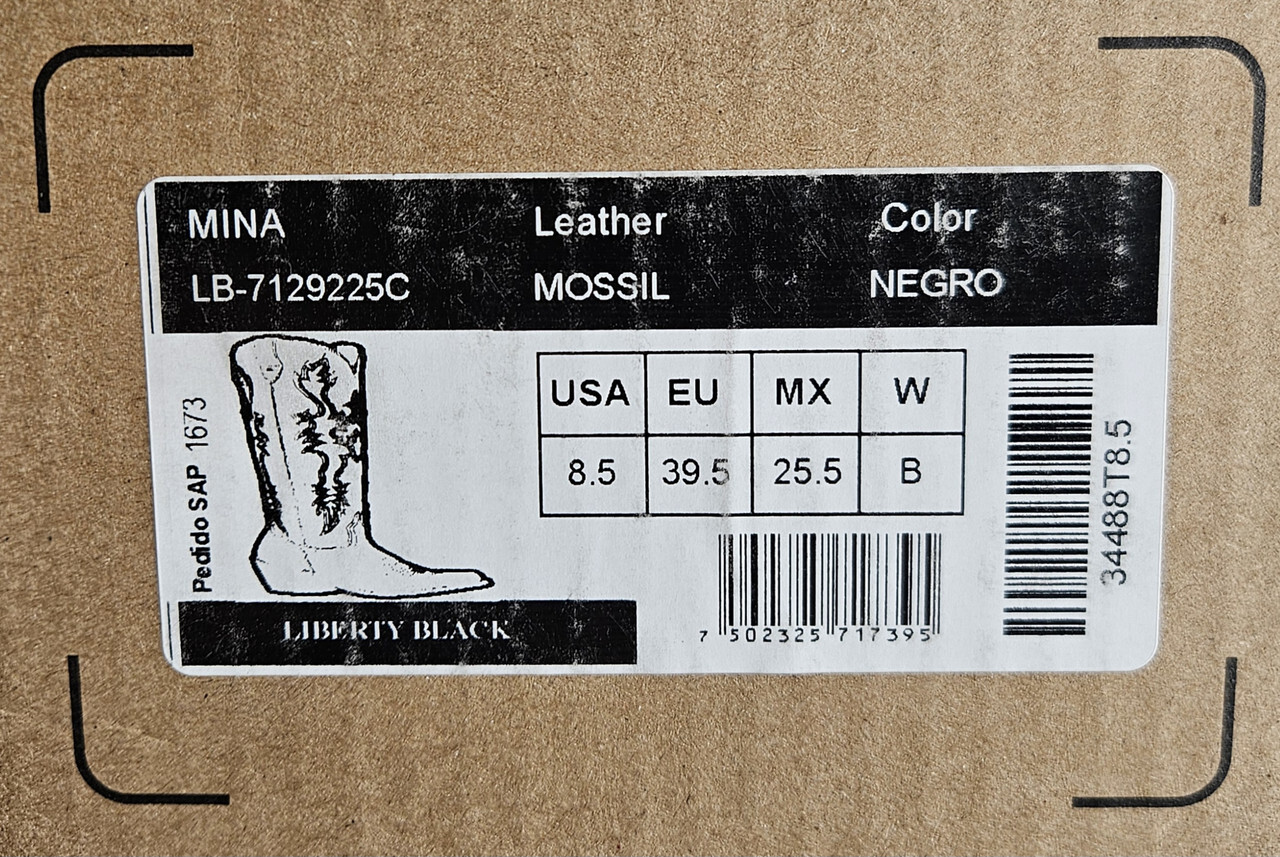 MINA Leather Color
LB-7129225C MOSSIL NEGRO
Pedido SAP 1673
USA EU MX W
8.5 39.5 25.5 B
34488T8.5
7 502325 717395
LIBERTY BLACK